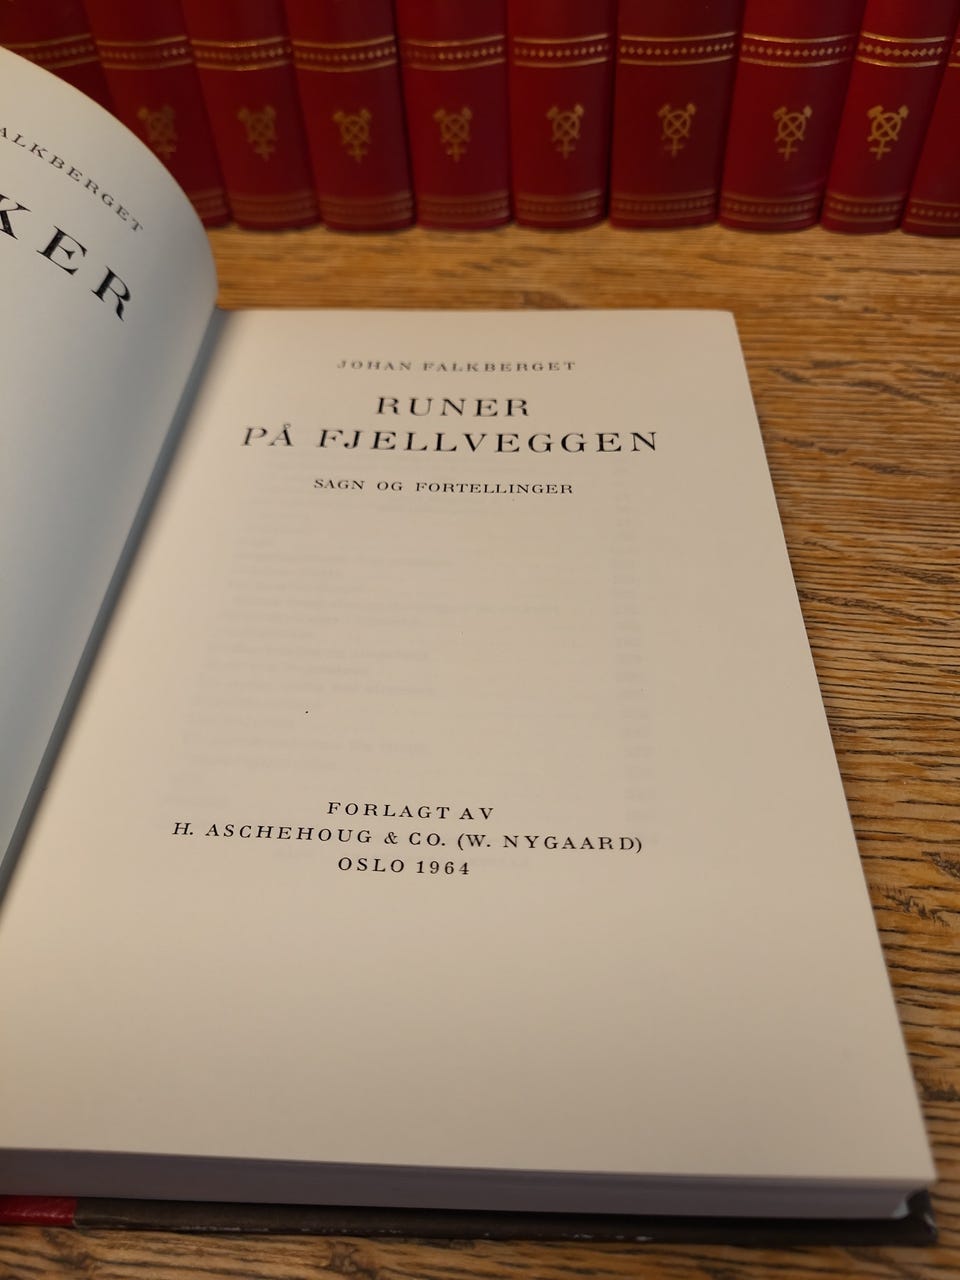 ALKBERGET
KER
JOHAN FALKBERGET
RUNER
PÅ FJELLVEGGEN
SAGN OG FORTELLINGER
FORLAGT AV
H. ASCHEHOUG & CO. (W. NYGAARD)
OSLO 1964